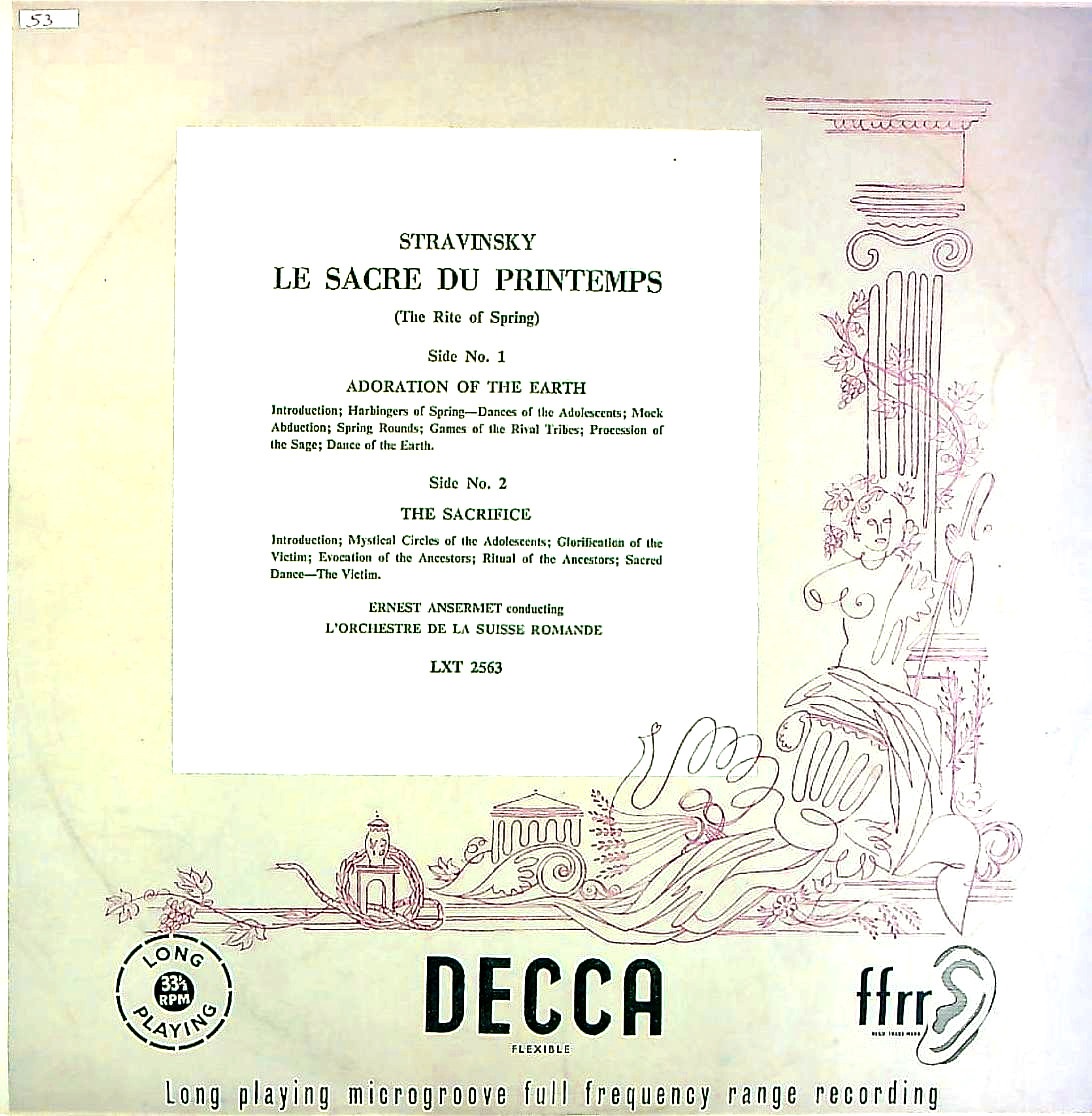 53
STRAVINSKY
LE SACRE DU PRINTEMPS
(The Rite of Spring)
Side No. 1
ADORATION OF THE EARTH
Introduction; Harbingers of Spring—Dances of the Adolescents; Mock
Abduction; Spring Rounds; Games of the Rival Tribes; Procession of
the Sage; Dance of the Earth.
Side No. 2
THE SACRIFICE
Introduction; Mystical Circles of the Adolescents; Glorification of the
Victim; Evocation of the Ancestors; Ritual of the Ancestors; Sacred
Dance—The Victim.
ERNEST ANSERMET conducting
L'ORCHESTRE DE LA SUISSE ROMANDE
LXT 2563
LONG
33⅓
RPM
PLAYING
DECCA
FLEXIBLE
ffrr
REGD TRADE MARK
Long playing microgroove full frequency range recording